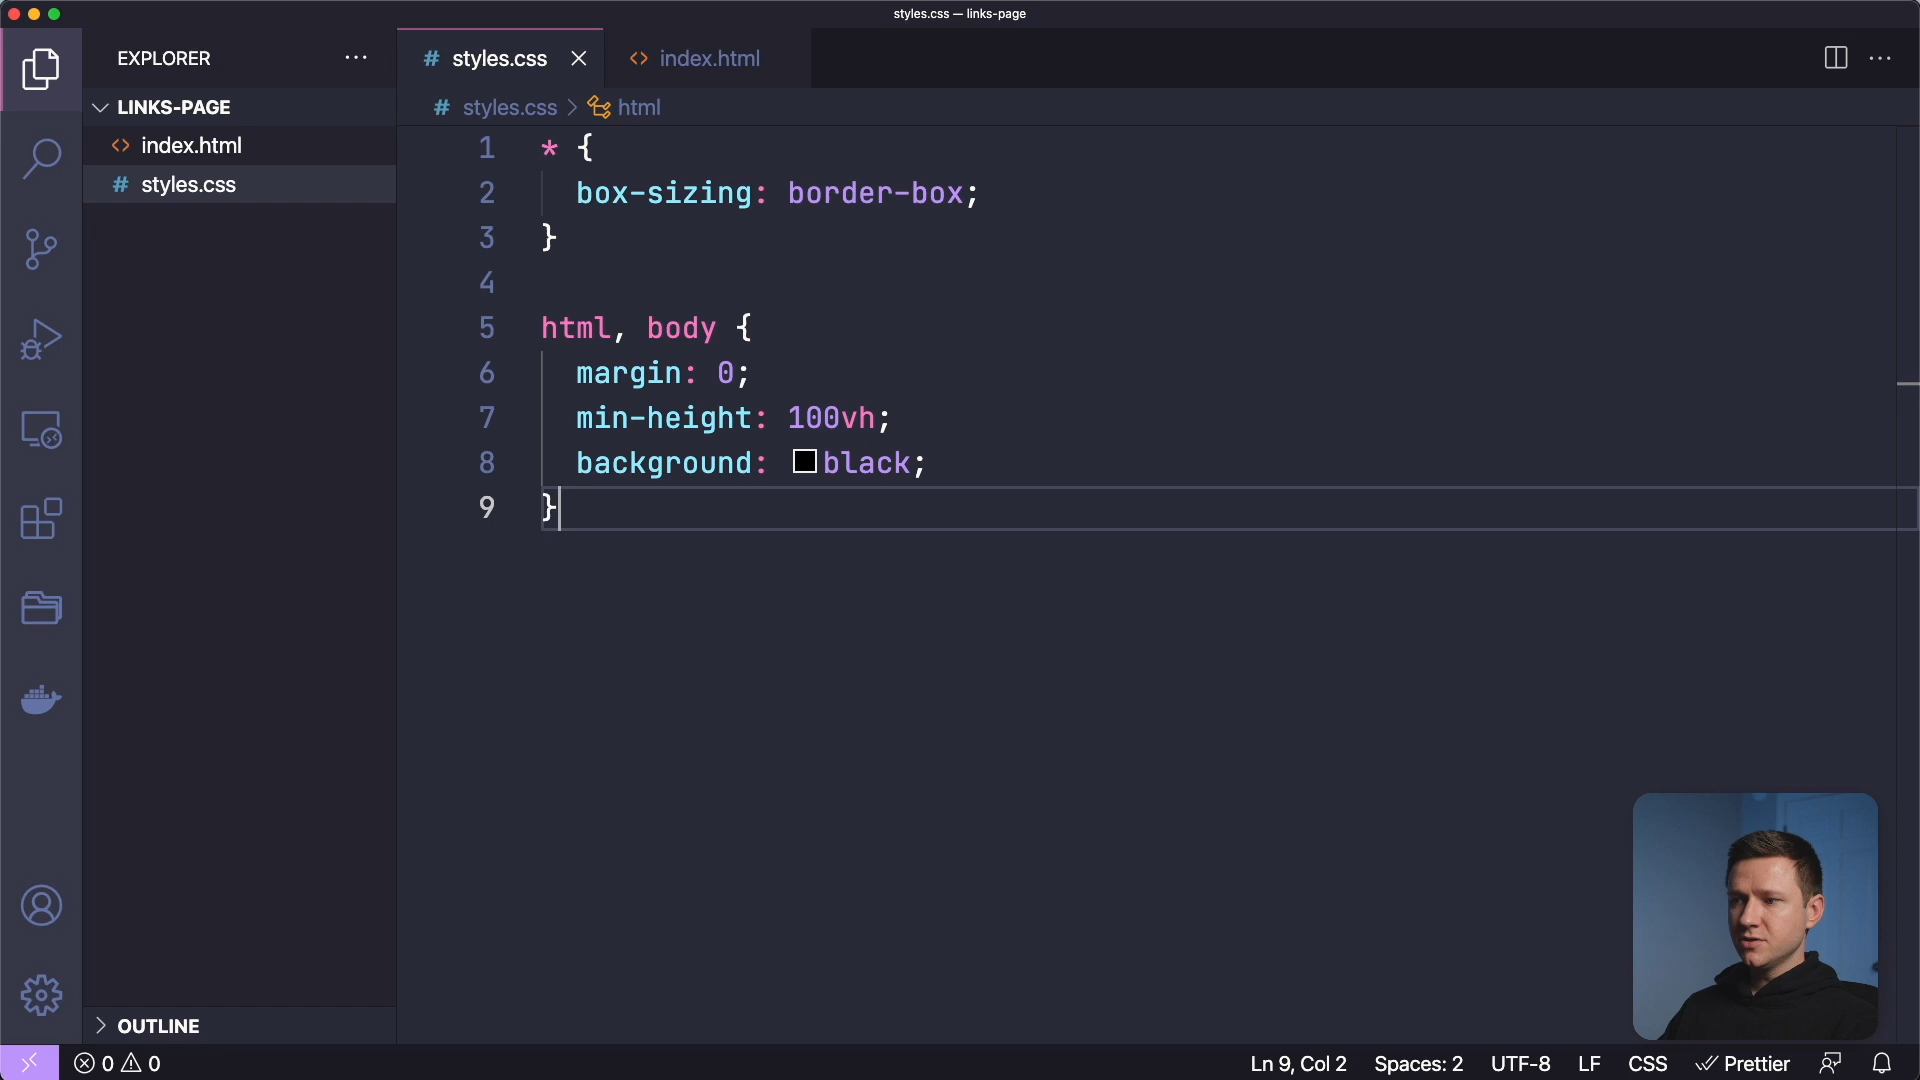 styles.css — links-page
EXPLORER
LINKS-PAGE
index.html
# styles.css
OUTLINE
# styles.css
index.html
# styles.css > html
1 * {
2 box-sizing: border-box;
3 }
4
5 html, body {
6 margin: 0;
7 min-height: 100vh;
8 background: black;
9 }
0 0
Ln 9, Col 2 Spaces: 2 UTF-8 LF CSS Prettier